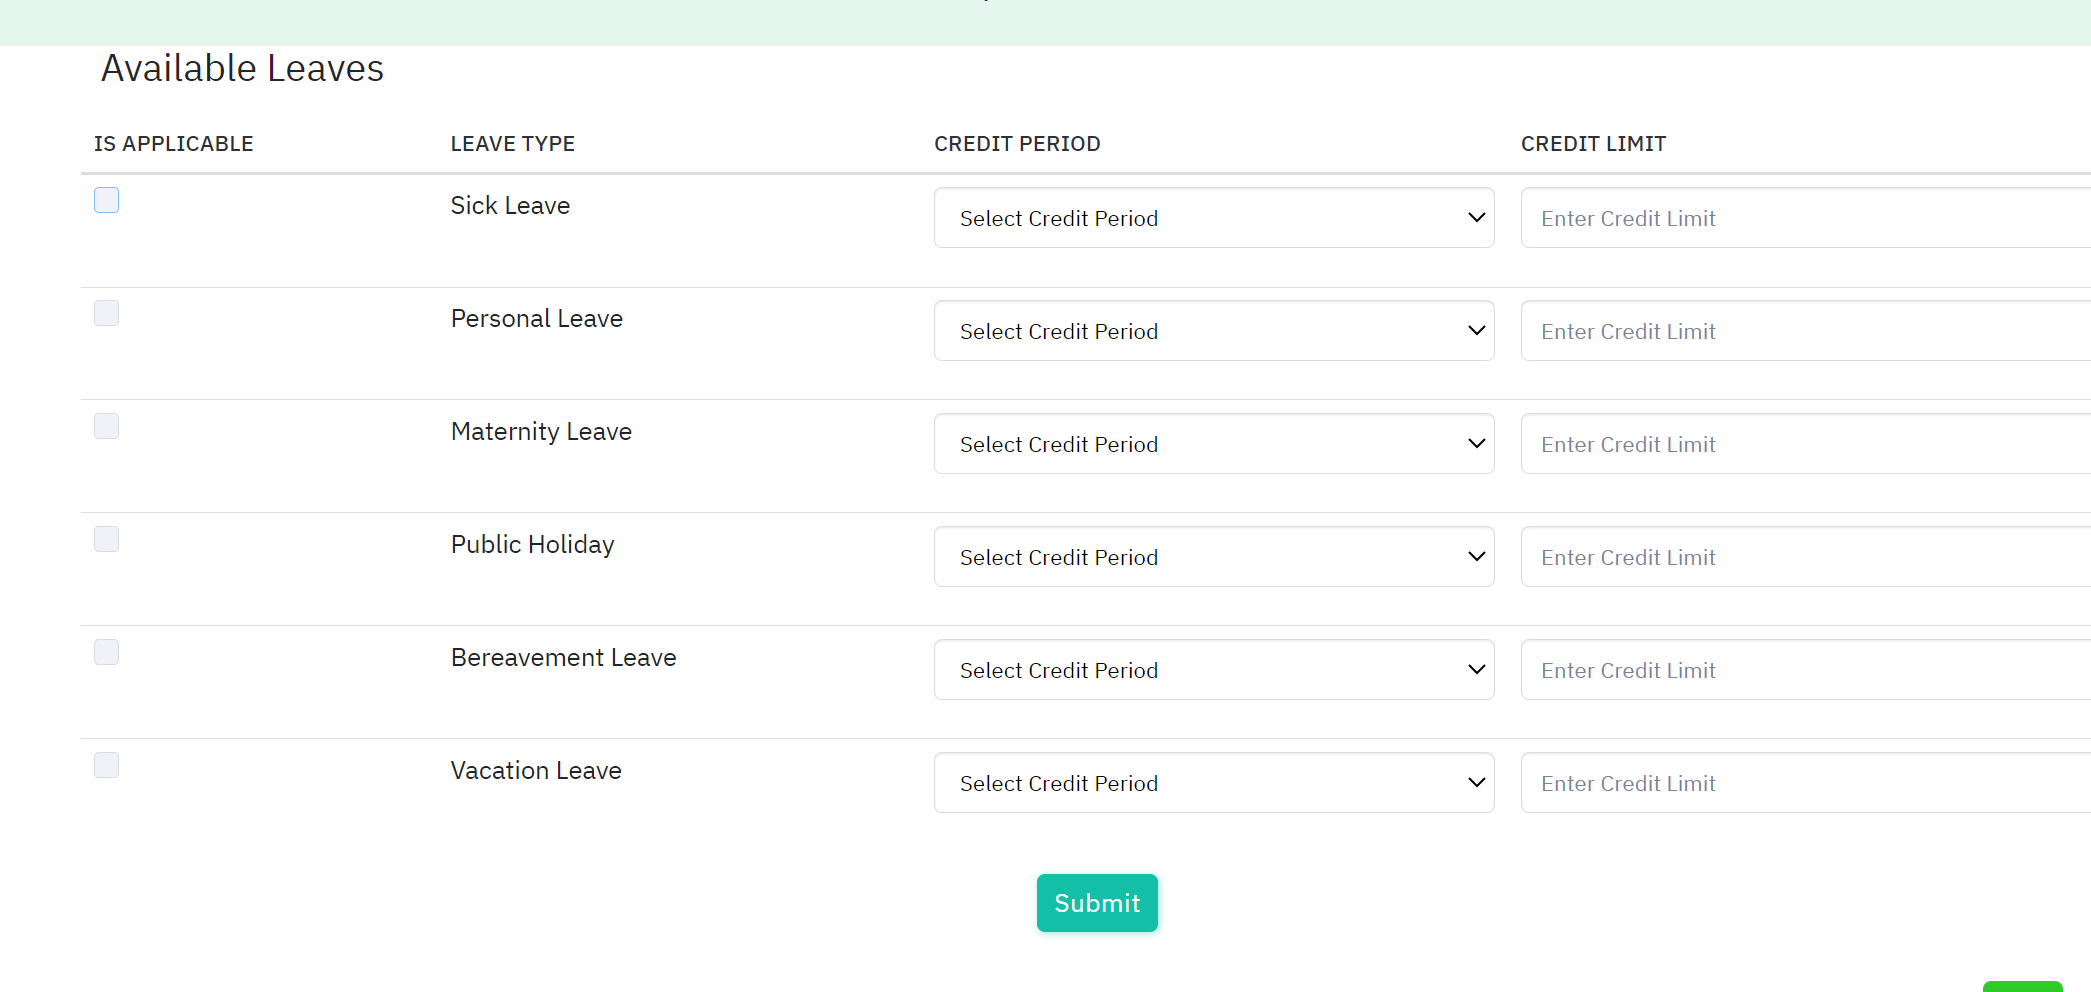 Available Leaves
IS APPLICABLE LEAVE TYPE CREDIT PERIOD CREDIT LIMIT
Sick Leave Select Credit Period Enter Credit Limit
Personal Leave Select Credit Period Enter Credit Limit
Maternity Leave Select Credit Period Enter Credit Limit
Public Holiday Select Credit Period Enter Credit Limit
Bereavement Leave Select Credit Period Enter Credit Limit
Vacation Leave Select Credit Period Enter Credit Limit
Submit